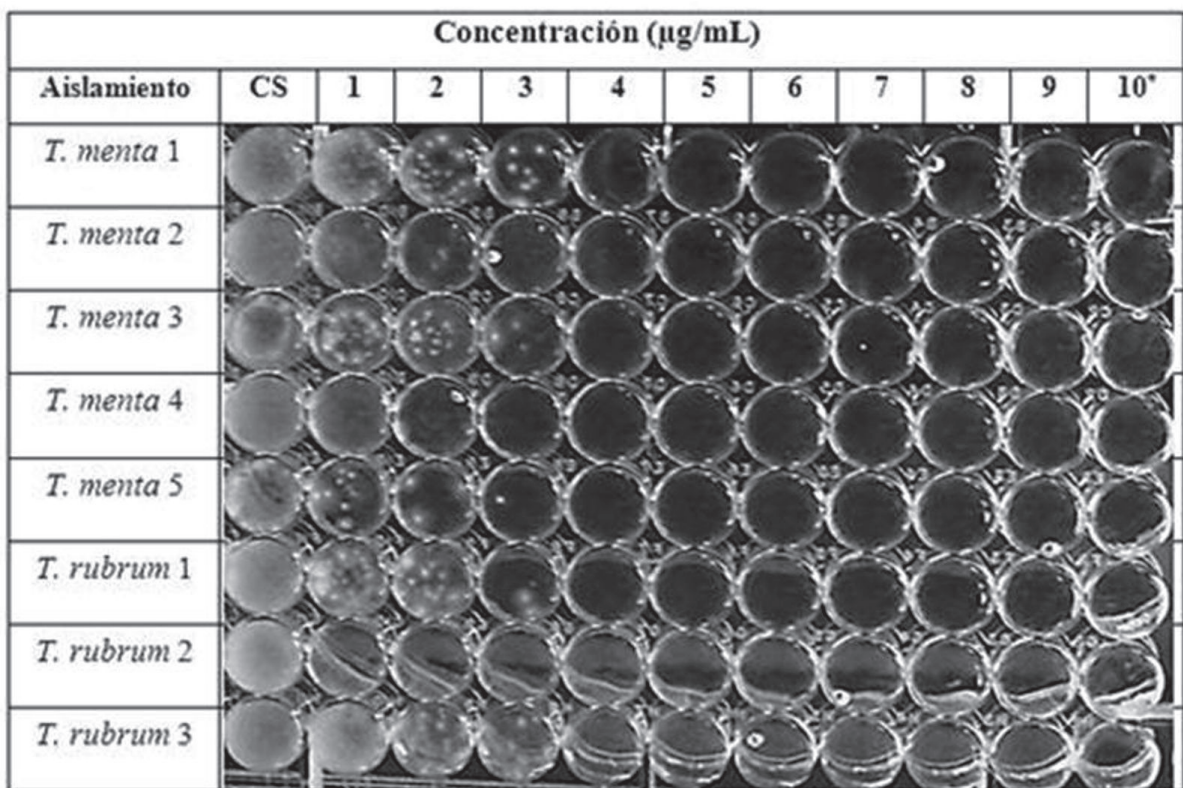 Concentración (µg/mL)
Aislamiento CS 1 2 3 4 5 6 7 8 9 10*
T. menta 1
T. menta 2
T. menta 3
T. menta 4
T. menta 5
T. rubrum 1
T. rubrum 2
T. rubrum 3